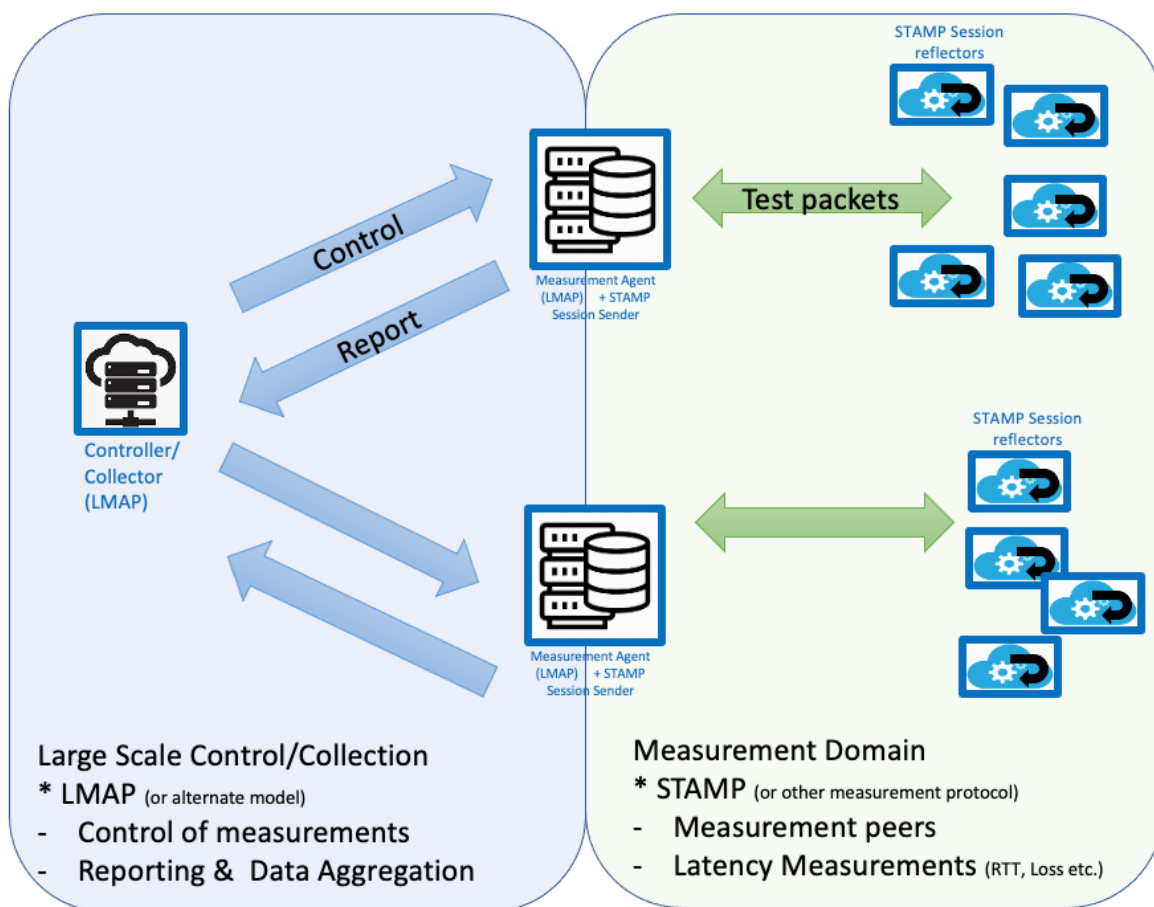 STAMP Session
reflectors
Control
Test packets
Measurement Agent
(LMAP) + STAMP
Session Sender
Report
Controller/
Collector
(LMAP)
STAMP Session
reflectors
Measurement Agent
(LMAP) + STAMP
Session Sender
Large Scale Control/Collection
* LMAP (or alternate model)
- Control of measurements
- Reporting & Data Aggregation
Measurement Domain
* STAMP (or other measurement protocol)
- Measurement peers
- Latency Measurements (RTT, Loss etc.)